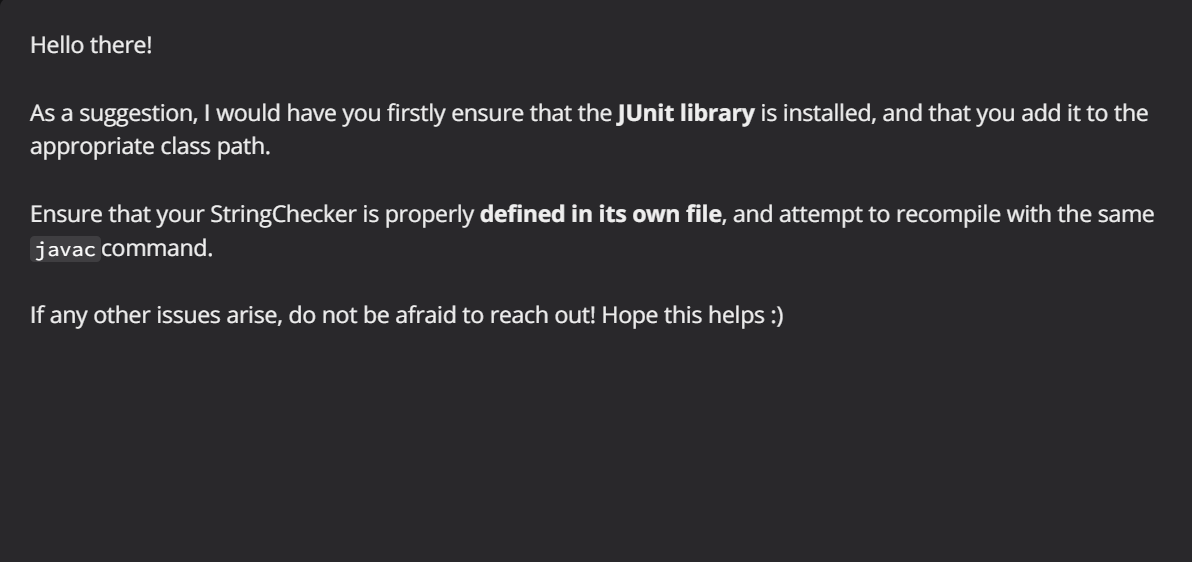 Hello there!
As a suggestion, I would have you firstly ensure that the JUnit library is installed, and that you add it to the
appropriate class path.
Ensure that your StringChecker is properly defined in its own file, and attempt to recompile with the same
javac command.
If any other issues arise, do not be afraid to reach out! Hope this helps :)